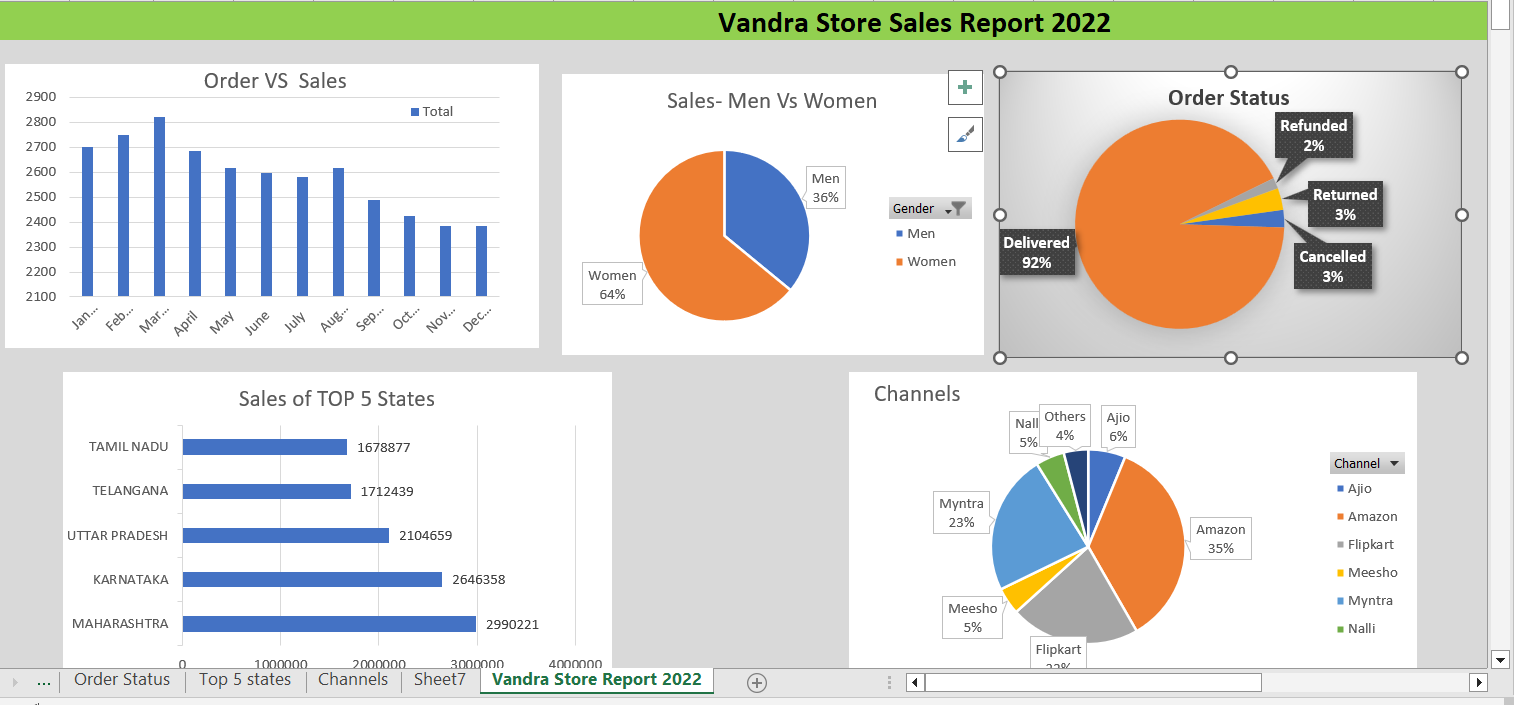 Vandra Store Sales Report 2022
Order VS  Sales
Total
2900
2800
2700
2600
2500
2400
2300
2200
2100
Jan...
Feb...
Mar...
April
May
June
July
Aug...
Sep...
Oct...
Nov...
Dec...
Sales- Men Vs Women
Men
36%
Women
64%
Gender
Men
Women
Order Status
Refunded
2%
Returned
3%
Cancelled
3%
Delivered
92%
Sales of TOP 5 States
TAMIL NADU 1678877
TELANGANA 1712439
UTTAR PRADESH 2104659
KARNATAKA 2646358
MAHARASHTRA 2990221
0 1000000 2000000 3000000 4000000
Channels
Nall
5%
Others
4%
Ajio
6%
Myntra
23%
Amazon
35%
Meesho
5%
Flipkart
Channel
Ajio
Amazon
Flipkart
Meesho
Myntra
Nalli
... Order Status Top 5 states Channels Sheet7 Vandra Store Report 2022